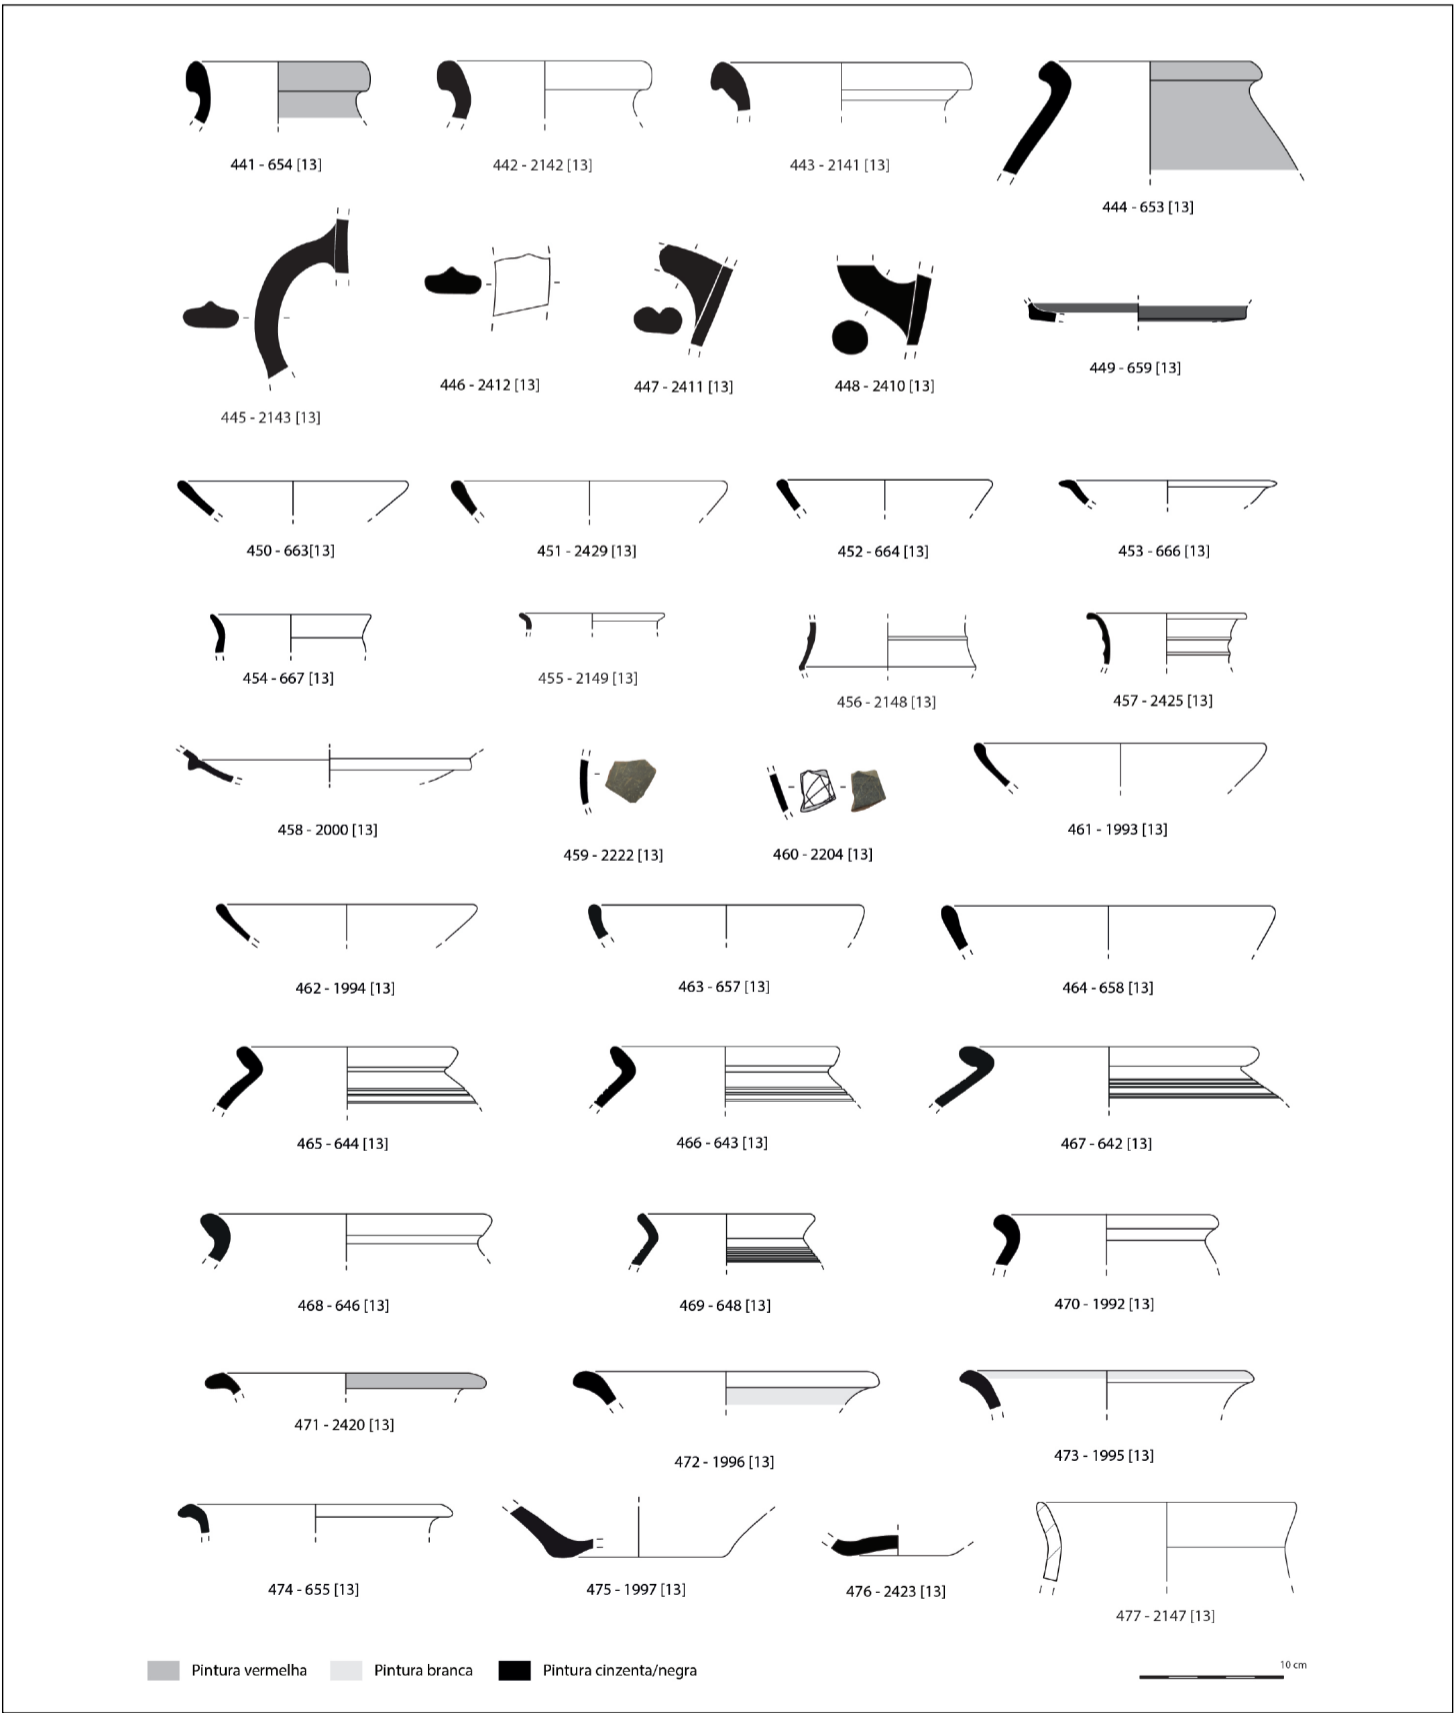 441 - 654 [13]
442 - 2142 [13]
443 - 2141 [13]
444 - 653 [13]
445 - 2143 [13]
446 - 2412 [13]
447 - 2411 [13]
448 - 2410 [13]
449 - 659 [13]
450 - 663[13]
451 - 2429 [13]
452 - 664 [13]
453 - 666 [13]
454 - 667 [13]
455 - 2149 [13]
456 - 2148 [13]
457 - 2425 [13]
458 - 2000 [13]
459 - 2222 [13]
460 - 2204 [13]
461 - 1993 [13]
462 - 1994 [13]
463 - 657 [13]
464 - 658 [13]
465 - 644 [13]
466 - 643 [13]
467 - 642 [13]
468 - 646 [13]
469 - 648 [13]
470 - 1992 [13]
471 - 2420 [13]
472 - 1996 [13]
473 - 1995 [13]
474 - 655 [13]
475 - 1997 [13]
476 - 2423 [13]
477 - 2147 [13]
Pintura vermelha
Pintura branca
Pintura cinzenta/negra
10 cm